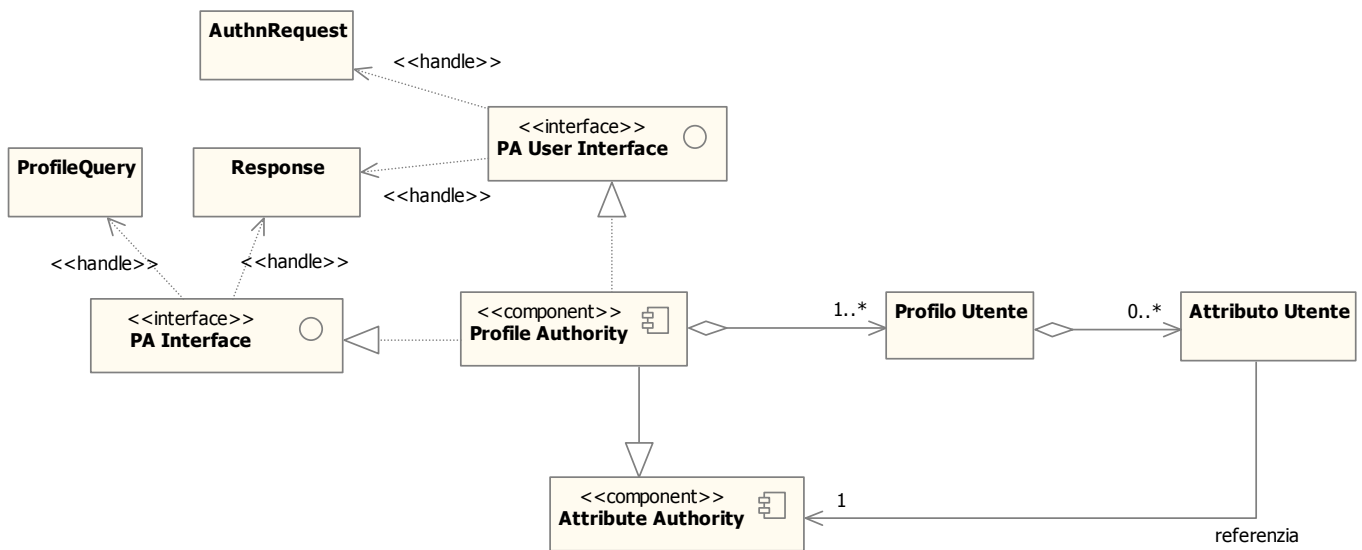 AuthnRequest
<<handle>>
<<interface>>
PA User Interface
ProfileQuery
Response
<<handle>>
<<handle>>
<<handle>>
<<interface>>
PA Interface
<<component>>
Profile Authority
1..*
Profilo Utente
0..*
Attributo Utente
<<component>>
Attribute Authority
1
referenzia